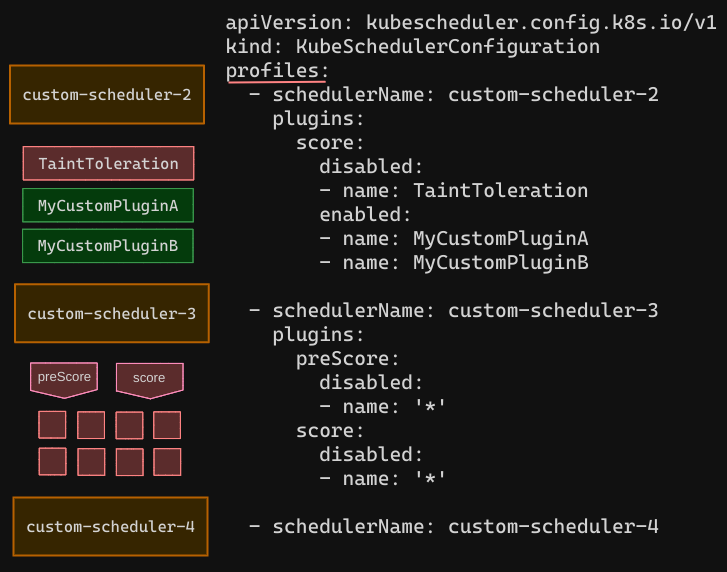 apiVersion: kubescheduler.config.k8s.io/v1
kind: KubeSchedulerConfiguration
profiles:
  - schedulerName: custom-scheduler-2
    plugins:
      score:
        disabled:
        - name: TaintToleration
        enabled:
        - name: MyCustomPluginA
        - name: MyCustomPluginB
  - schedulerName: custom-scheduler-3
    plugins:
      preScore:
        disabled:
        - name: '*'
      score:
        disabled:
        - name: '*'
  - schedulerName: custom-scheduler-4
custom-scheduler-2
TaintToleration
MyCustomPluginA
MyCustomPluginB
custom-scheduler-3
preScore
score
custom-scheduler-4